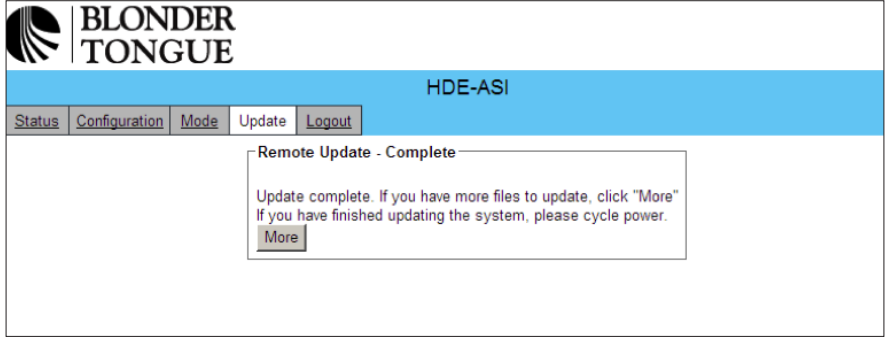 BLONDER
TONGUE
HDE-ASI
Status Configuration Mode Update Logout
Remote Update - Complete
Update complete. If you have more files to update, click "More"
If you have finished updating the system, please cycle power.
More